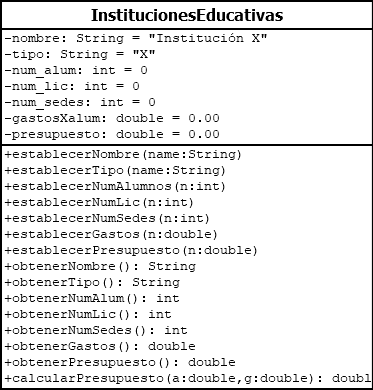 InstitucionesEducativas
-nombre: String = "Institución X"
-tipo: String = "X"
-num_alum: int = 0
-num_lic: int = 0
-num_sedes: int = 0
-gastosXalum: double = 0.00
-presupuesto: double = 0.00
+establecerNombre(name:String)
+establecerTipo(name:String)
+establecerNumAlumnos(n:int)
+establecerNumLic(n:int)
+establecerNumSedes(n:int)
+establecerGastos(n:double)
+establecerPresupuesto(n:double)
+obtenerNombre(): String
+obtenerTipo(): String
+obtenerNumAlum(): int
+obtenerNumLic(): int
+obtenerNumSedes(): int
+obtenerGastos(): double
+obtenerPresupuesto(): double
+calcularPresupuesto(a:double,g:double): doubl